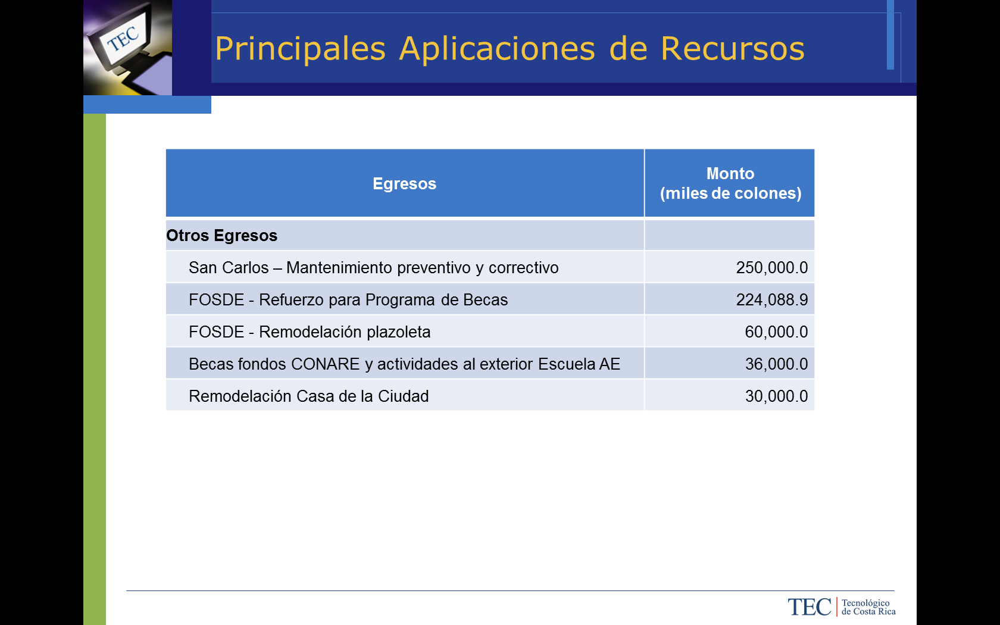 TEC
Principales Aplicaciones de Recursos
Egresos
Monto
(miles de colones)
Otros Egresos
San Carlos – Mantenimiento preventivo y correctivo
250,000.0
FOSDE - Refuerzo para Programa de Becas
224,088.9
FOSDE - Remodelación plazoleta
60,000.0
Becas fondos CONARE y actividades al exterior Escuela AE
36,000.0
Remodelación Casa de la Ciudad
30,000.0
TEC
Tecnológico
de Costa Rica